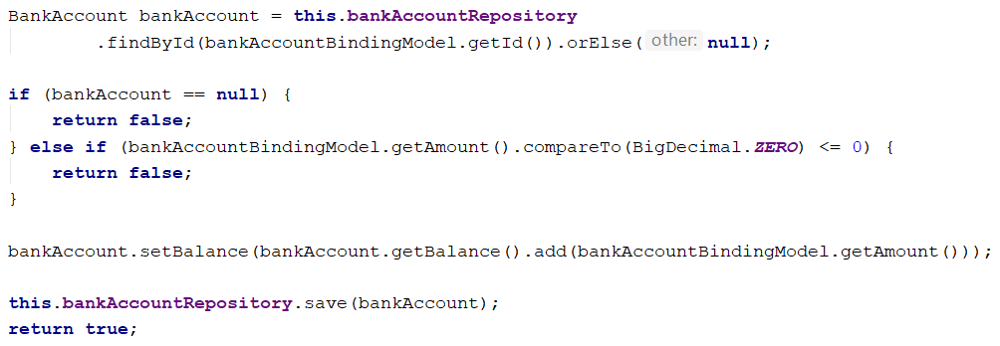 BankAccount bankAccount = this.bankAccountRepository
        .findById(bankAccountBindingModel.getId()).orElse( other: null);

if (bankAccount == null) {
    return false;
} else if (bankAccountBindingModel.getAmount().compareTo(BigDecimal.ZERO) <= 0) {
    return false;
}

bankAccount.setBalance(bankAccount.getBalance().add(bankAccountBindingModel.getAmount()));

this.bankAccountRepository.save(bankAccount);
return true;